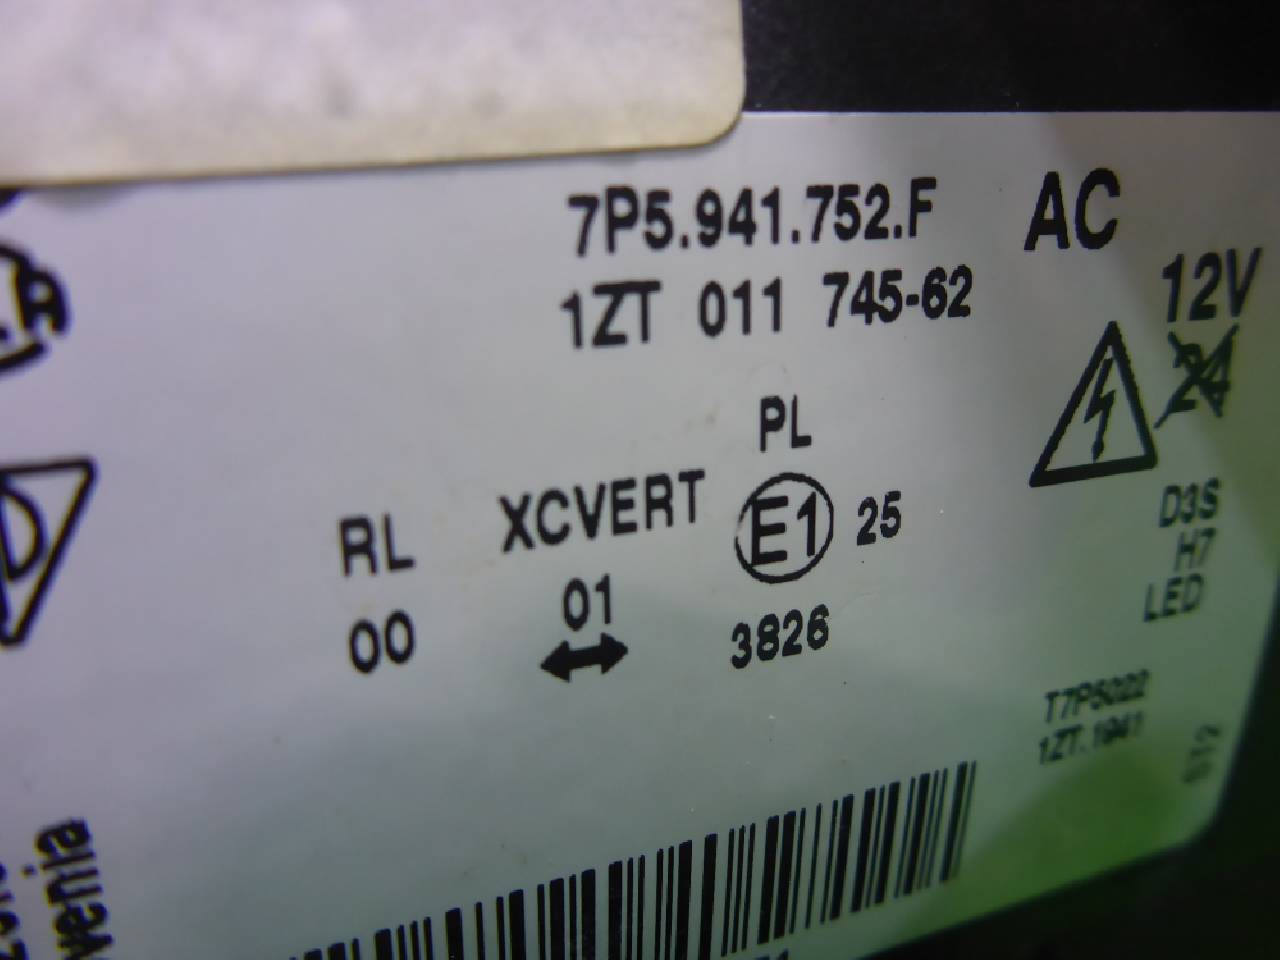 7P5.941.752.F AC
1ZT 011 745-62
12V
24
PL
RL XCVERT E1 25
00 01 3826
D3S
H7
LED
T7P5022
1ZT.1941